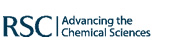 RSC Advancing the
Chemical Sciences